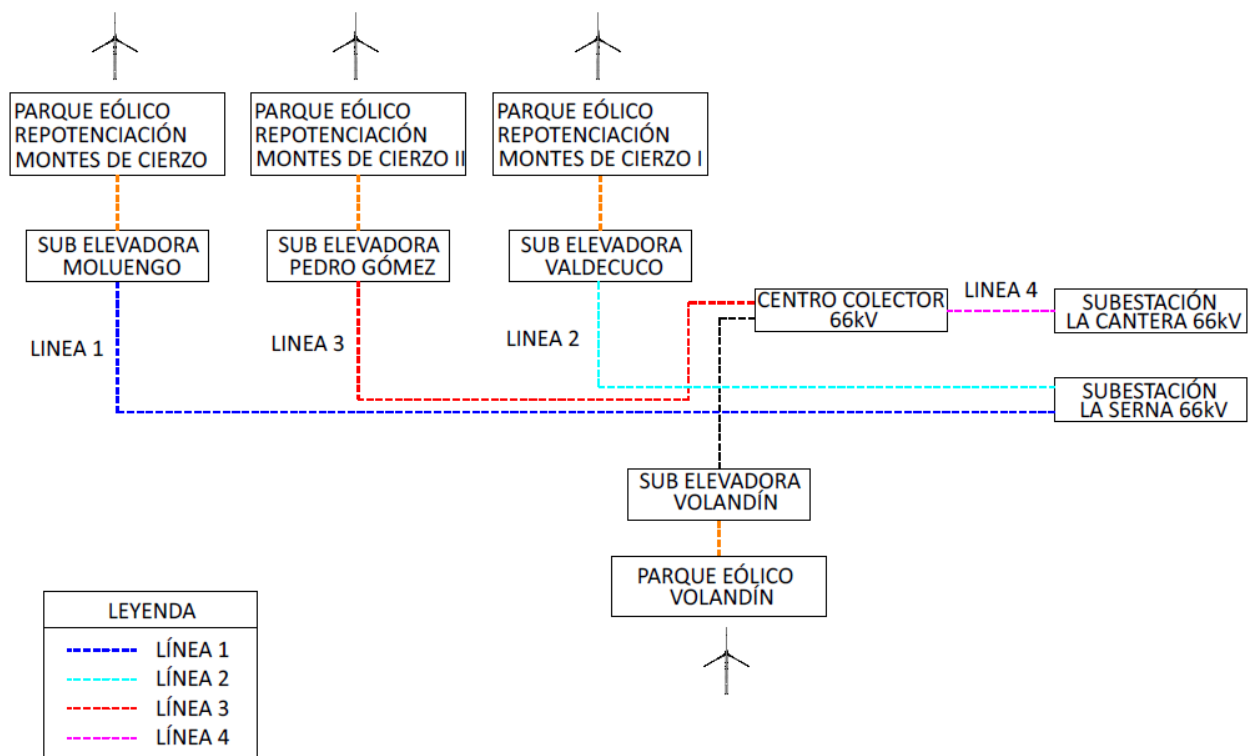 PARQUE EÓLICO
REPOTENCIACIÓN
MONTES DE CIERZO
PARQUE EÓLICO
REPOTENCIACIÓN
MONTES DE CIERZO II
PARQUE EÓLICO
REPOTENCIACIÓN
MONTES DE CIERZO I
SUB ELEVADORA
MOLUENGO
SUB ELEVADORA
PEDRO GÓMEZ
SUB ELEVADORA
VALDECUCO
CENTRO COLECTOR
66kV
LINEA 4
SUBESTACIÓN
LA CANTERA 66kV
LINEA 1
LINEA 3
LINEA 2
SUBESTACIÓN
LA SERNA 66kV
SUB ELEVADORA
VOLANDÍN
PARQUE EÓLICO
VOLANDÍN
LEYENDA
LÍNEA 1
LÍNEA 2
LÍNEA 3
LÍNEA 4